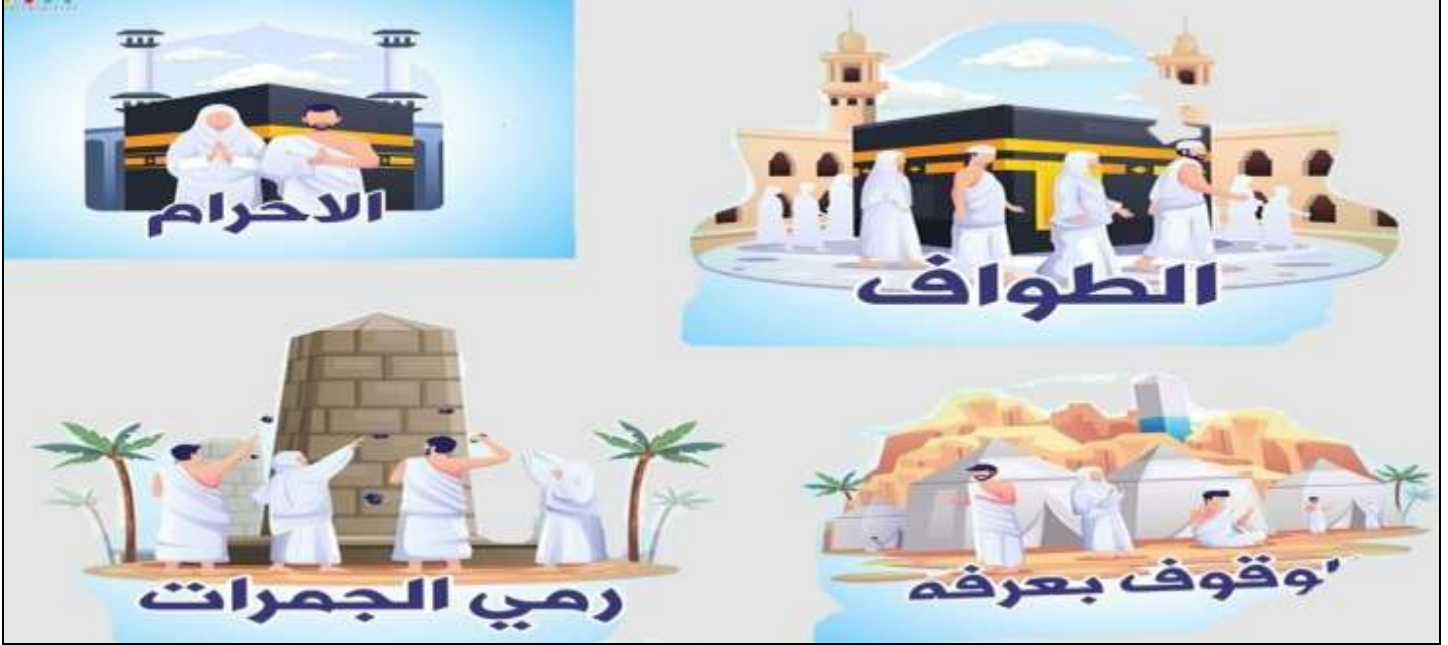 الاحرام
الطواف
رمي الجمرات
وقوف بعرفه